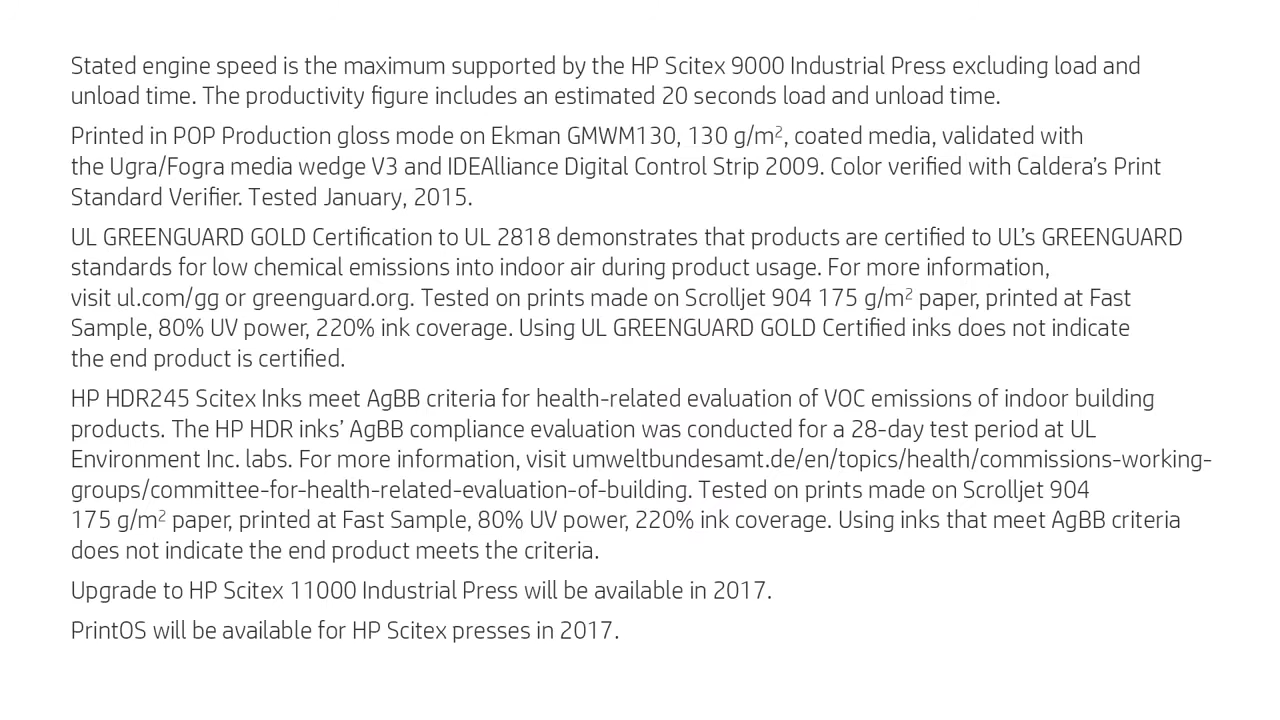 Stated engine speed is the maximum supported by the HP Scitex 9000 Industrial Press excluding load and
unload time. The productivity figure includes an estimated 20 seconds load and unload time.
Printed in POP Production gloss mode on Ekman GMWM130, 130 g/m², coated media, validated with
the Ugra/Fogra media wedge V3 and IDEAlliance Digital Control Strip 2009. Color verified with Caldera's Print
Standard Verifier. Tested January, 2015.
UL GREENGUARD GOLD Certification to UL 2818 demonstrates that products are certified to UL's GREENGUARD
standards for low chemical emissions into indoor air during product usage. For more information,
visit ul.com/gg or greenguard.org. Tested on prints made on Scrolljet 904 175 g/m² paper, printed at Fast
Sample, 80% UV power, 220% ink coverage. Using UL GREENGUARD GOLD Certified inks does not indicate
the end product is certified.
HP HDR245 Scitex Inks meet AgBB criteria for health-related evaluation of VOC emissions of indoor building
products. The HP HDR inks' AgBB compliance evaluation was conducted for a 28-day test period at UL
Environment Inc. labs. For more information, visit umweltbundesamt.de/en/topics/health/commissions-working-
groups/committee-for-health-related-evaluation-of-building. Tested on prints made on Scrolljet 904
175 g/m² paper, printed at Fast Sample, 80% UV power, 220% ink coverage. Using inks that meet AgBB criteria
does not indicate the end product meets the criteria.
Upgrade to HP Scitex 11000 Industrial Press will be available in 2017.
PrintOS will be available for HP Scitex presses in 2017.